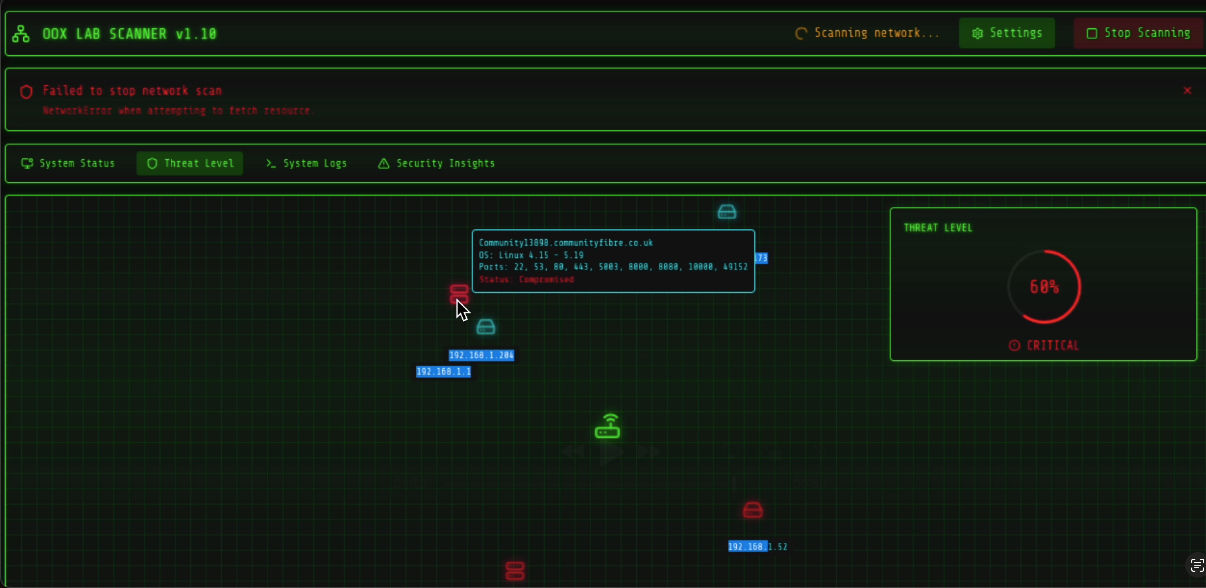 OOX LAB SCANNER v1.10
Scanning network...
Settings
Stop Scanning
Failed to stop network scan
NetworkError when attempting to fetch resource.
System Status
Threat Level
System Logs
Security Insights
THREAT LEVEL
Community13898.communityfibre.co.uk
OS: Linux 4.15 - 5.19
Ports: 22, 53, 80, 443, 5003, 8000, 8080, 10000, 49152
Status: Compromised
173
60%
CRITICAL
192.168.1.204
192.168.1.1
192.168.1.52